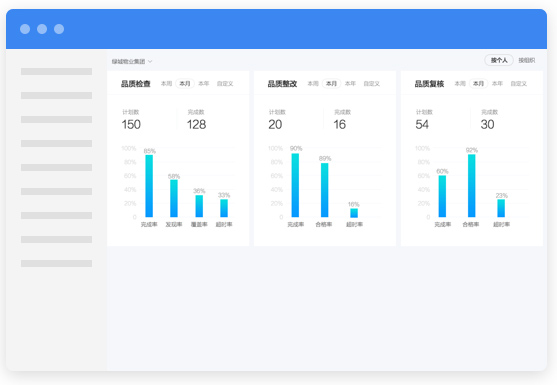 绿城物业集团
按个人 按组织
品质检查 本周 本月 本年 自定义
计划数 完成数
150 128
100%
80%
60%
40%
20%
0
85% 58% 36% 33%
完成率 发现率 覆盖率 超时率
品质整改 本周 本月 本年 自定义
计划数 完成数
20 16
100%
80%
60%
40%
20%
0
90% 89% 16%
完成率 合格率 超时率
品质复核 本周 本月 本年 自定义
计划数 完成数
54 30
100%
80%
60%
40%
20%
0
60% 92% 23%
完成率 合格率 超时率